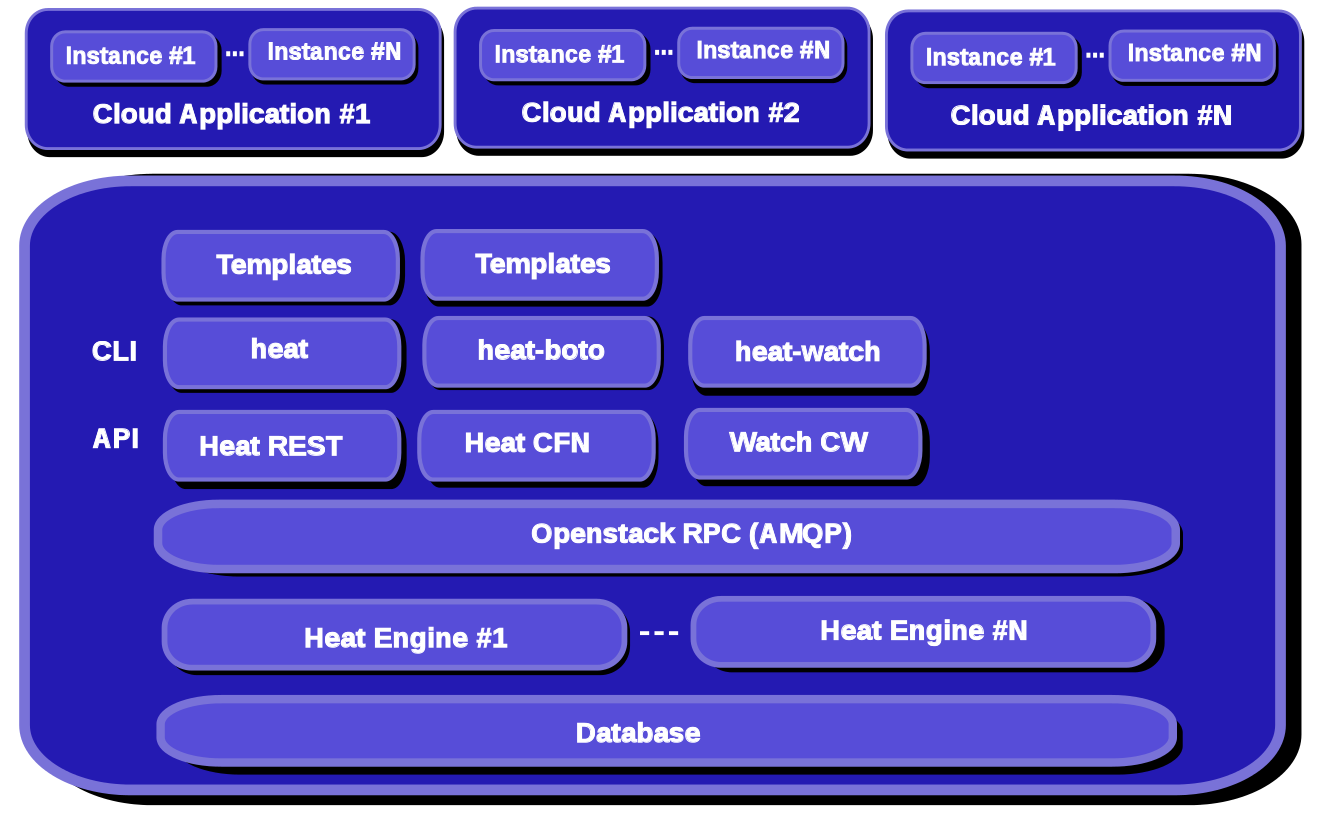 Instance #1 ... Instance #N
Cloud Application #1
Instance #1 ... Instance #N
Cloud Application #2
Instance #1 ... Instance #N
Cloud Application #N
Templates
Templates
CLI
heat
heat-boto
heat-watch
API
Heat REST
Heat CFN
Watch CW
Openstack RPC (AMQP)
Heat Engine #1
---
Heat Engine #N
Database